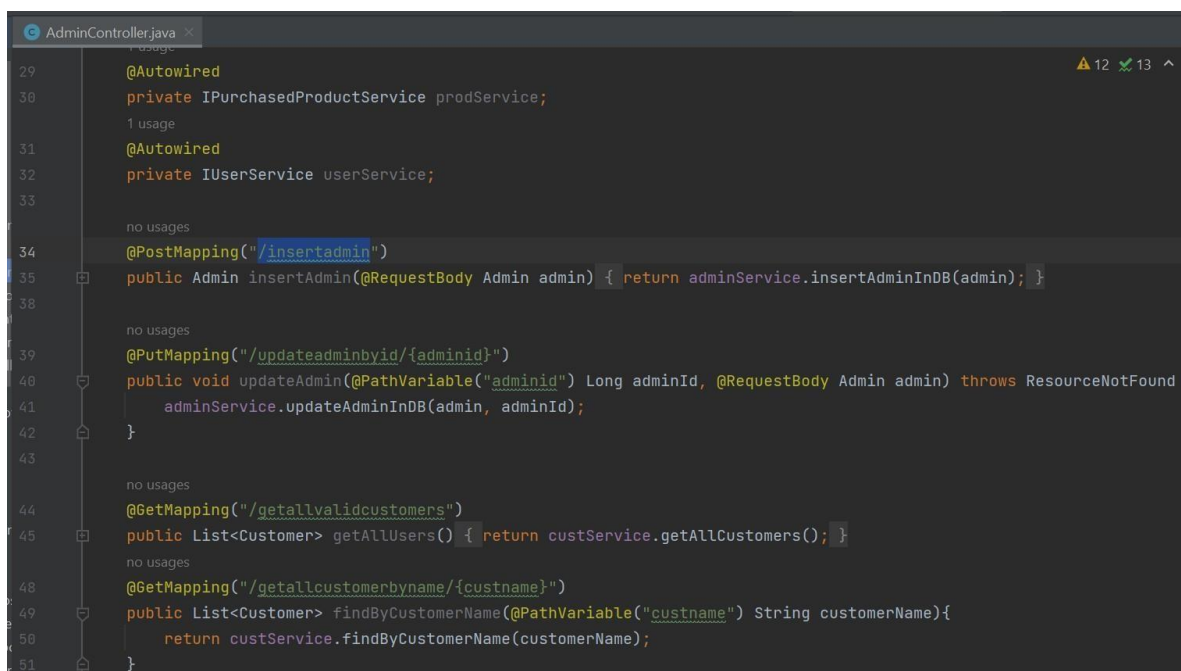 AdminController.java
12 13
1 usage
29 @Autowired
30 private IPurchasedProductService prodService;
1 usage
31 @Autowired
32 private IUserService userService;
33
no usages
34 @PostMapping("/insertadmin")
35 public Admin insertAdmin(@RequestBody Admin admin) { return adminService.insertAdminInDB(admin); }
38
no usages
39 @PutMapping("/updateadminbyid/{adminid}")
40 public void updateAdmin(@PathVariable("adminid") Long adminId, @RequestBody Admin admin) throws ResourceNotFound
41 adminService.updateAdminInDB(admin, adminId);
42 }
43
no usages
44 @GetMapping("/getallvalidcustomers")
45 public List<Customer> getAllUsers() { return custService.getAllCustomers(); }
no usages
48 @GetMapping("/getallcustomerbyname/{custname}")
49 public List<Customer> findByCustomerName(@PathVariable("custname") String customerName){
50 return custService.findByCustomerName(customerName);
51 }